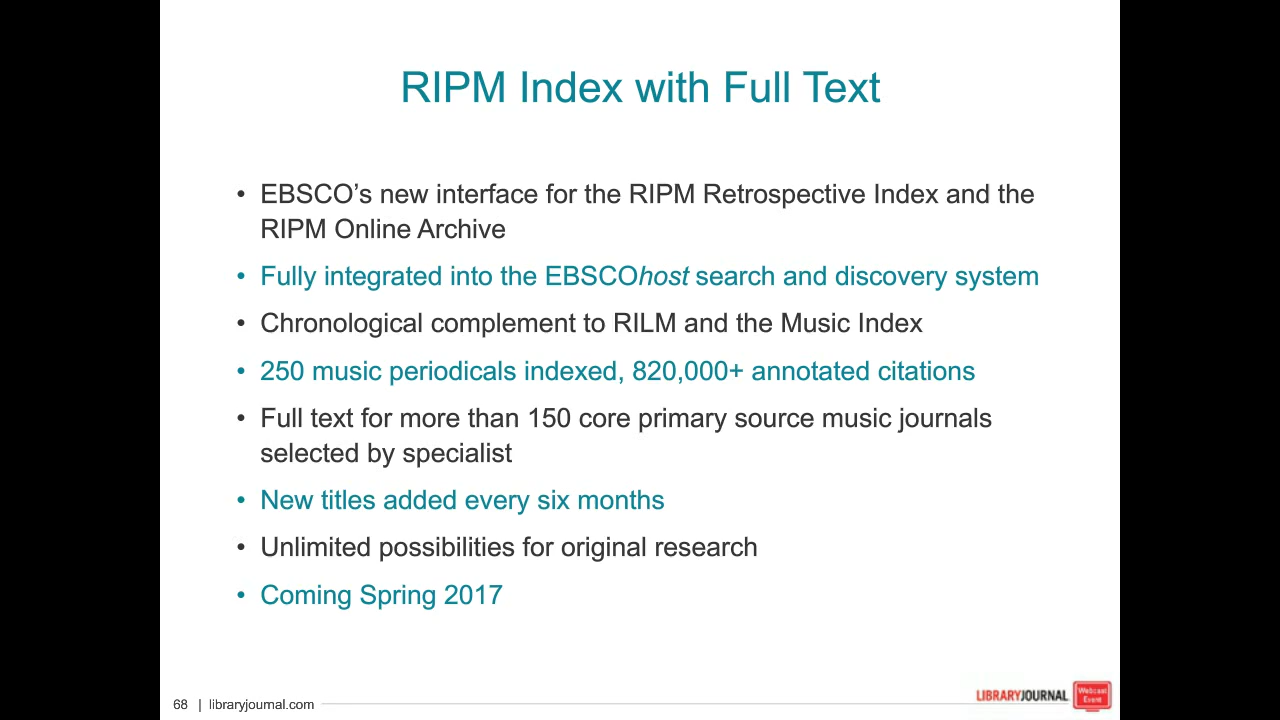 RIPM Index with Full Text
• EBSCO’s new interface for the RIPM Retrospective Index and the
RIPM Online Archive
• Fully integrated into the EBSCOhost search and discovery system
• Chronological complement to RILM and the Music Index
• 250 music periodicals indexed, 820,000+ annotated citations
• Full text for more than 150 core primary source music journals
selected by specialist
• New titles added every six months
• Unlimited possibilities for original research
• Coming Spring 2017
68 | libraryjournal.com
LIBRARYJOURNAL
Webcast
Event